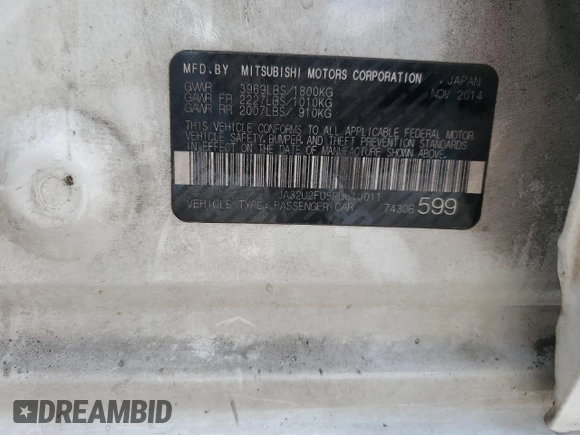 MFD.BY MITSUBISHI MOTORS CORPORATION , JAPAN
GVWR 3969LBS/1800KG NOV 2014
GAWR FR 2227LBS/1010KG
GAWR RR 2007LBS/ 910KG
THIS VEHICLE CONFORMS TO ALL APPLICABLE FEDERAL MOTOR
VEHICLE SAFETY, BUMPER, AND THEFT PREVENTION STANDARDS
IN EFFECT ON THE DATE OF MANUFACTURE SHOWN ABOVE.
VEHICLE TYPE: PASSENGER CAR 74306 599
DREAMBID